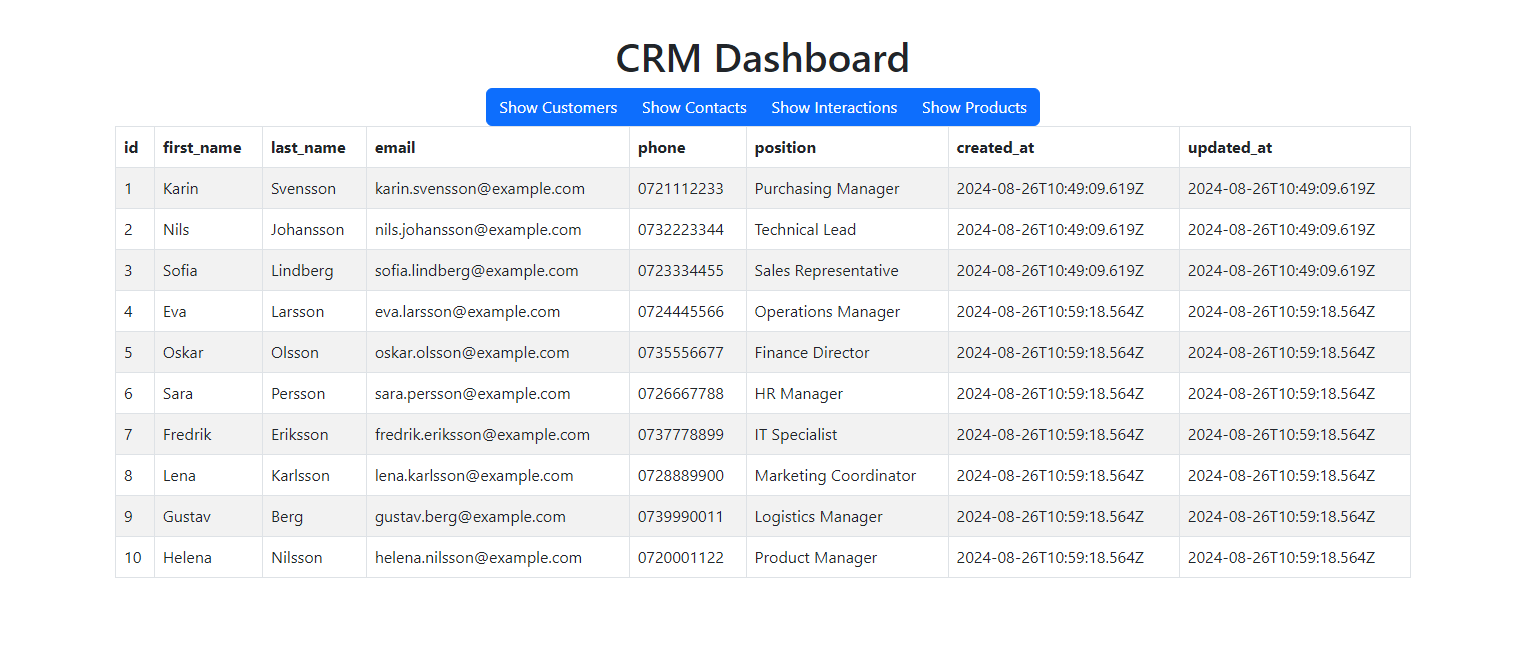 CRM Dashboard
Show Customers Show Contacts Show Interactions Show Products
id first_name last_name email phone position created_at updated_at
1 Karin Svensson karin.svensson@example.com 0721112233 Purchasing Manager 2024-08-26T10:49:09.619Z 2024-08-26T10:49:09.619Z
2 Nils Johansson nils.johansson@example.com 0732223344 Technical Lead 2024-08-26T10:49:09.619Z 2024-08-26T10:49:09.619Z
3 Sofia Lindberg sofia.lindberg@example.com 0723334455 Sales Representative 2024-08-26T10:49:09.619Z 2024-08-26T10:49:09.619Z
4 Eva Larsson eva.larsson@example.com 0724445566 Operations Manager 2024-08-26T10:59:18.564Z 2024-08-26T10:59:18.564Z
5 Oskar Olsson oskar.olsson@example.com 0735556677 Finance Director 2024-08-26T10:59:18.564Z 2024-08-26T10:59:18.564Z
6 Sara Persson sara.persson@example.com 0726667788 HR Manager 2024-08-26T10:59:18.564Z 2024-08-26T10:59:18.564Z
7 Fredrik Eriksson fredrik.eriksson@example.com 0737778899 IT Specialist 2024-08-26T10:59:18.564Z 2024-08-26T10:59:18.564Z
8 Lena Karlsson lena.karlsson@example.com 0728889900 Marketing Coordinator 2024-08-26T10:59:18.564Z 2024-08-26T10:59:18.564Z
9 Gustav Berg gustav.berg@example.com 0739990011 Logistics Manager 2024-08-26T10:59:18.564Z 2024-08-26T10:59:18.564Z
10 Helena Nilsson helena.nilsson@example.com 0720001122 Product Manager 2024-08-26T10:59:18.564Z 2024-08-26T10:59:18.564Z